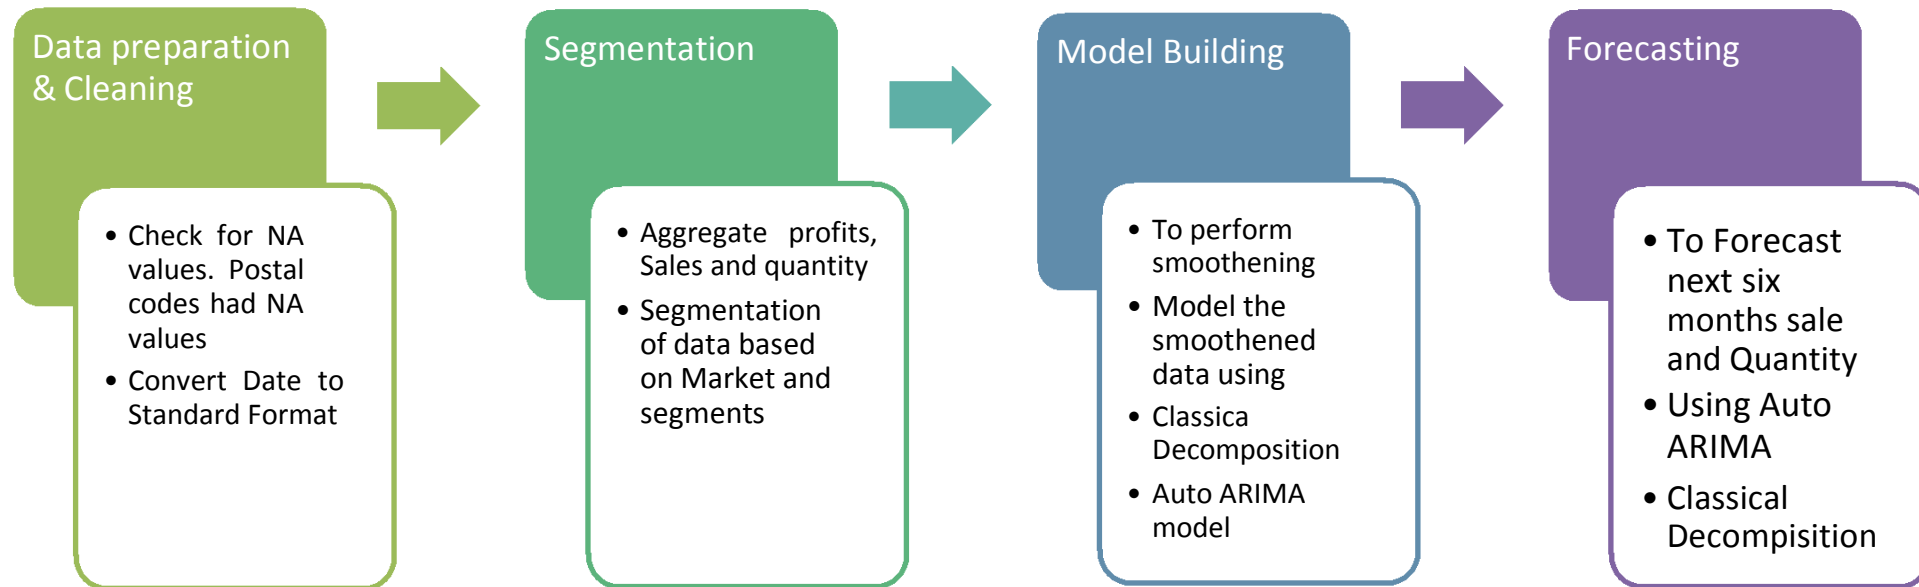 Data preparation
& Cleaning
• Check for NA
values. Postal
codes had NA
values
• Convert Date to
Standard Format
Segmentation
• Aggregate profits,
Sales and quantity
• Segmentation
of data based
on Market and
segments
Model Building
• To perform
smoothening
• Model the
smoothened
data using
• Classica
Decomposition
• Auto ARIMA
model
Forecasting
• To Forecast
next six
months sale
and Quantity
• Using Auto
ARIMA
• Classical
Decompisition